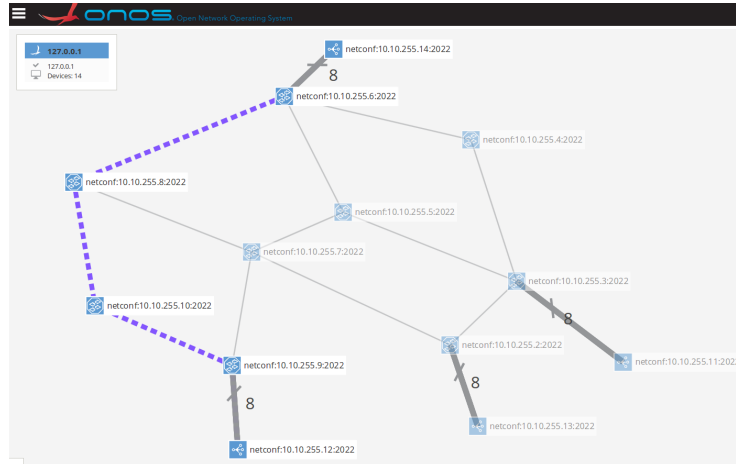 onos Open Network Operating System
127.0.0.1
127.0.0.1
Devices: 14
netconf:10.10.255.14:2022
8
netconf:10.10.255.6:2022
netconf:10.10.255.4:2022
netconf:10.10.255.8:2022
netconf:10.10.255.5:2022
netconf:10.10.255.7:2022
netconf:10.10.255.3:2022
netconf:10.10.255.10:2022
8
netconf:10.10.255.2:2022
netconf:10.10.255.9:2022
netconf:10.10.255.11:202
8
8
netconf:10.10.255.13:2022
netconf:10.10.255.12:2022